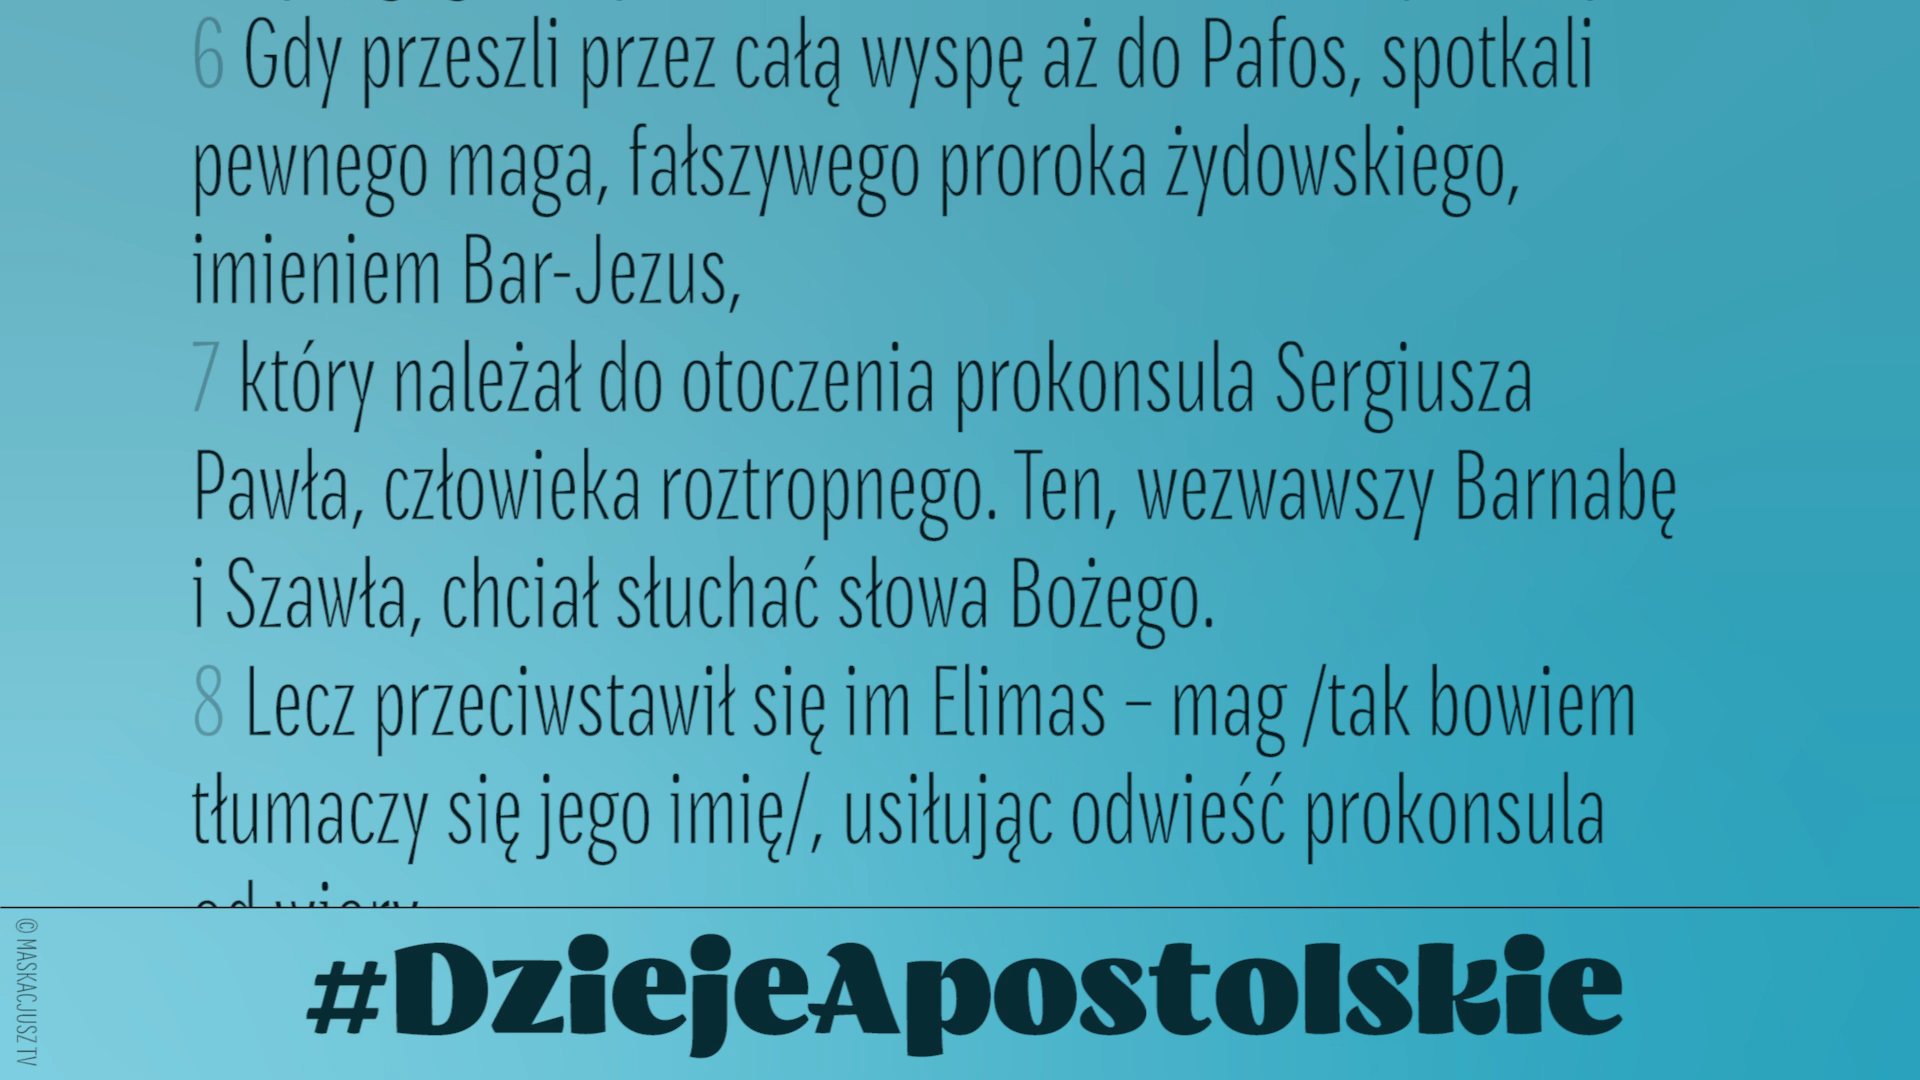 6 Gdy przeszli przez całą wyspę aż do Pafos, spotkali
pewnego maga, fałszywego proroka żydowskiego,
imieniem Bar-Jezus,
7 który należał do otoczenia prokonsula Sergiusza
Pawła, człowieka roztropnego. Ten, wezwawszy Barnabę
i Szawła, chciał słuchać słowa Bożego.
8 Lecz przeciwstawił się im Elimas – mag /tak bowiem
tłumaczy się jego imię/, usiłując odwieść prokonsula
od wiary
#DziejeApostolskie
© MASKACJUSZ TV